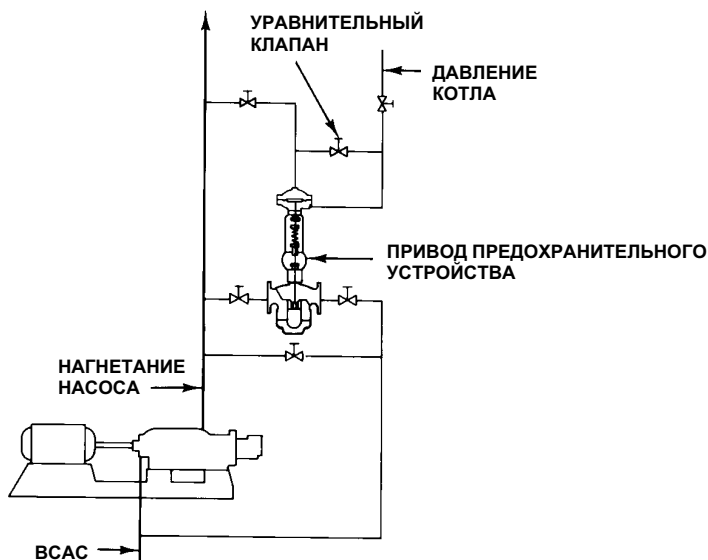 УРАВНИТЕЛЬНЫЙ
КЛАПАН
ДАВЛЕНИЕ
КОТЛА
ПРИВОД ПРЕДОХРАНИТЕЛЬНОГО
УСТРОЙСТВА
НАГНЕТАНИЕ
НАСОСА
ВСАС